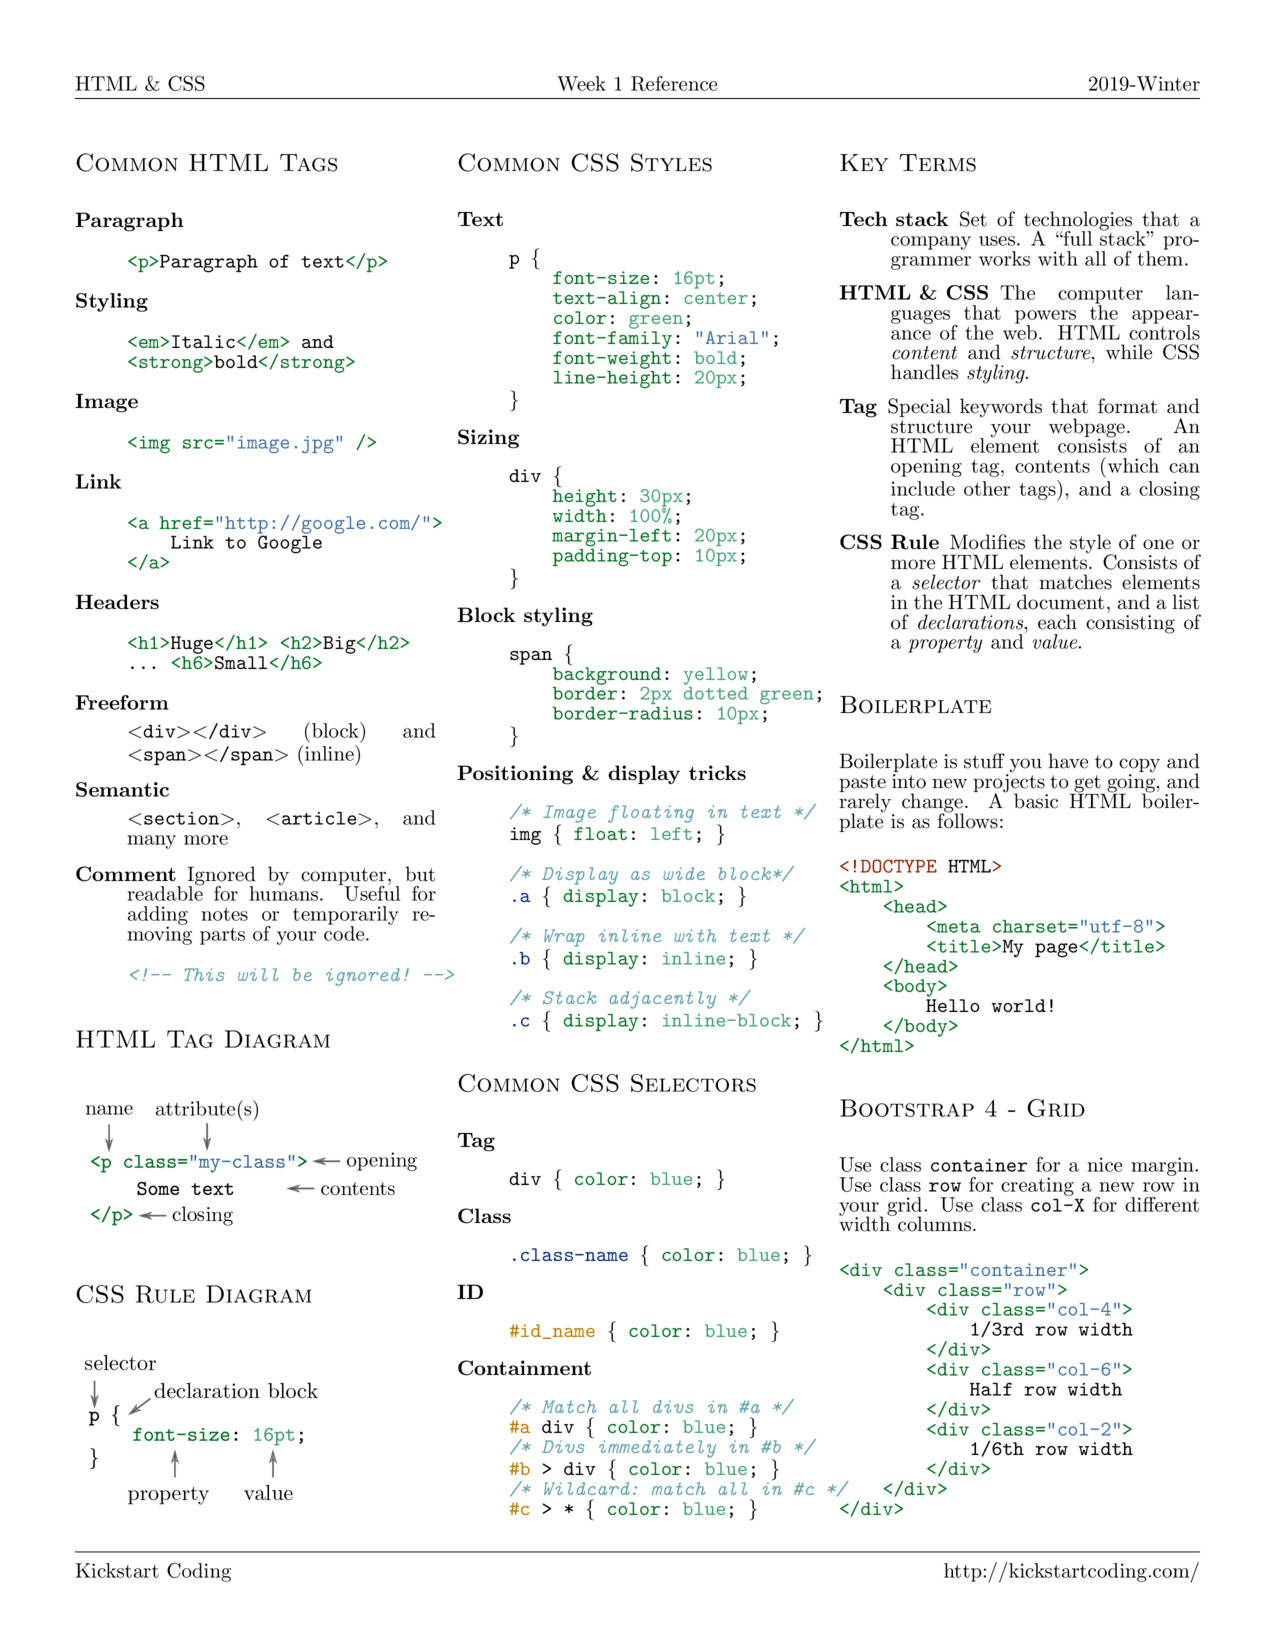 HTML & CSS Week 1 Reference 2019-Winter
COMMON HTML TAGS
Paragraph
<p>Paragraph of text</p>
Styling
<em>Italic</em> and
<strong>bold</strong>
Image
<img src="image.jpg" />
Link
<a href="http://google.com/">
Link to Google
</a>
Headers
<h1>Huge</h1> <h2>Big</h2>
... <h6>Small</h6>
Freeform
<div></div> (block) and
<span></span> (inline)
Semantic
<section>, <article>, and
many more
Comment Ignored by computer, but
readable for humans. Useful for
adding notes or temporarily re-
moving parts of your code.
<!-- This will be ignored! -->
HTML TAG DIAGRAM
name attribute(s)
<p class="my-class"> opening
Some text contents
</p> closing
CSS RULE DIAGRAM
selector
declaration block
p {
font-size: 16pt;
}
property value
COMMON CSS STYLES
Text
p {
font-size: 16pt;
text-align: center;
color: green;
font-family: "Arial";
font-weight: bold;
line-height: 20px;
}
Sizing
div {
height: 30px;
width: 100%;
margin-left: 20px;
padding-top: 10px;
}
Block styling
span {
background: yellow;
border: 2px dotted green;
border-radius: 10px;
}
Positioning & display tricks
/* Image floating in text */
img { float: left; }
/* Display as wide block*/
.a { display: block; }
/* Wrap inline with text */
.b { display: inline; }
/* Stack adjacently */
.c { display: inline-block; }
COMMON CSS SELECTORS
Tag
div { color: blue; }
Class
.class-name { color: blue; }
ID
#id_name { color: blue; }
Containment
/* Match all divs in #a */
#a div { color: blue; }
/* Divs immediately in #b */
#b > div { color: blue; }
/* Wildcard: match all in #c */
#c > * { color: blue; }
KEY TERMS
Tech stack Set of technologies that a
company uses. A “full stack” pro-
grammer works with all of them.
HTML & CSS The computer lan-
guages that powers the appear-
ance of the web. HTML controls
content and structure, while CSS
handles styling.
Tag Special keywords that format and
structure your webpage. An
HTML element consists of an
opening tag, contents (which can
include other tags), and a closing
tag.
CSS Rule Modifies the style of one or
more HTML elements. Consists of
a selector that matches elements
in the HTML document, and a list
of declarations, each consisting of
a property and value.
BOILERPLATE
Boilerplate is stuff you have to copy and
paste into new projects to get going, and
rarely change. A basic HTML boiler-
plate is as follows:
<!DOCTYPE HTML>
<html>
<head>
<meta charset="utf-8">
<title>My page</title>
</head>
<body>
Hello world!
</body>
</html>
BOOTSTRAP 4 - GRID
Use class container for a nice margin.
Use class row for creating a new row in
your grid. Use class col-X for different
width columns.
<div class="container">
<div class="row">
<div class="col-4">
1/3rd row width
</div>
<div class="col-6">
Half row width
</div>
<div class="col-2">
1/6th row width
</div>
</div>
</div>
Kickstart Coding http://kickstartcoding.com/